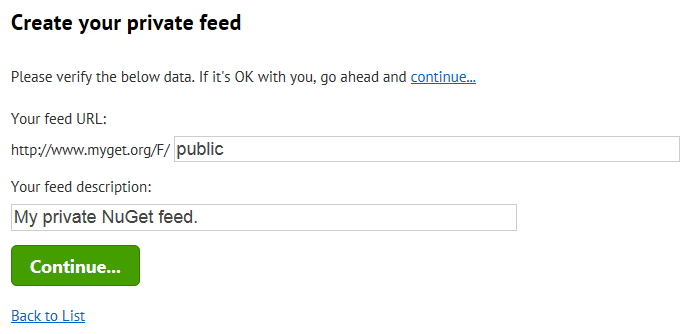 Create your private feed
Please verify the below data. If it's OK with you, go ahead and continue...
Your feed URL:
http://www.myget.org/F/ public
Your feed description:
My private NuGet feed.
Continue...
Back to List